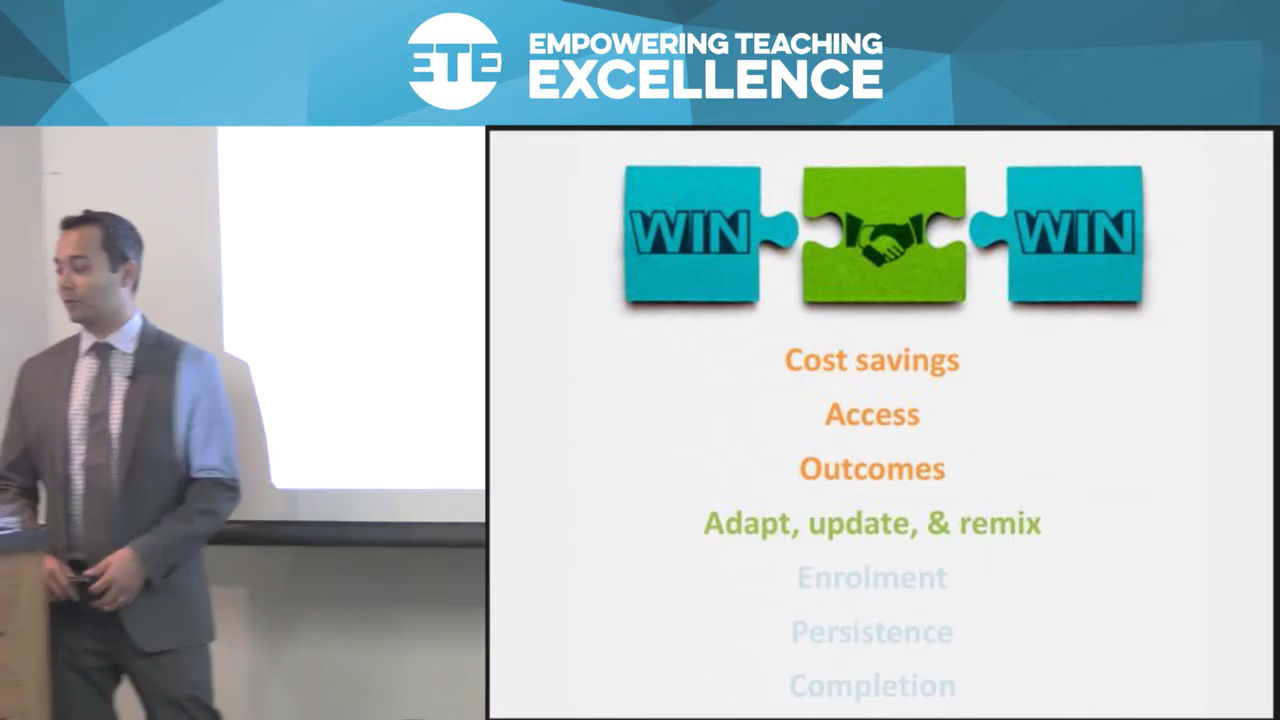 ETE
EMPOWERING TEACHING
EXCELLENCE
WIN
WIN
Cost savings
Access
Outcomes
Adapt, update, & remix
Enrolment
Persistence
Completion